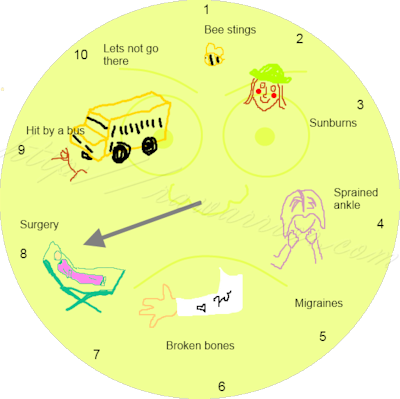 1
Bee stings
2
10
Lets not go
there
3
Sunburns
Hit by a bus
9
Sprained
ankle
4
Surgery
8
Migraines
5
7
Broken bones
6